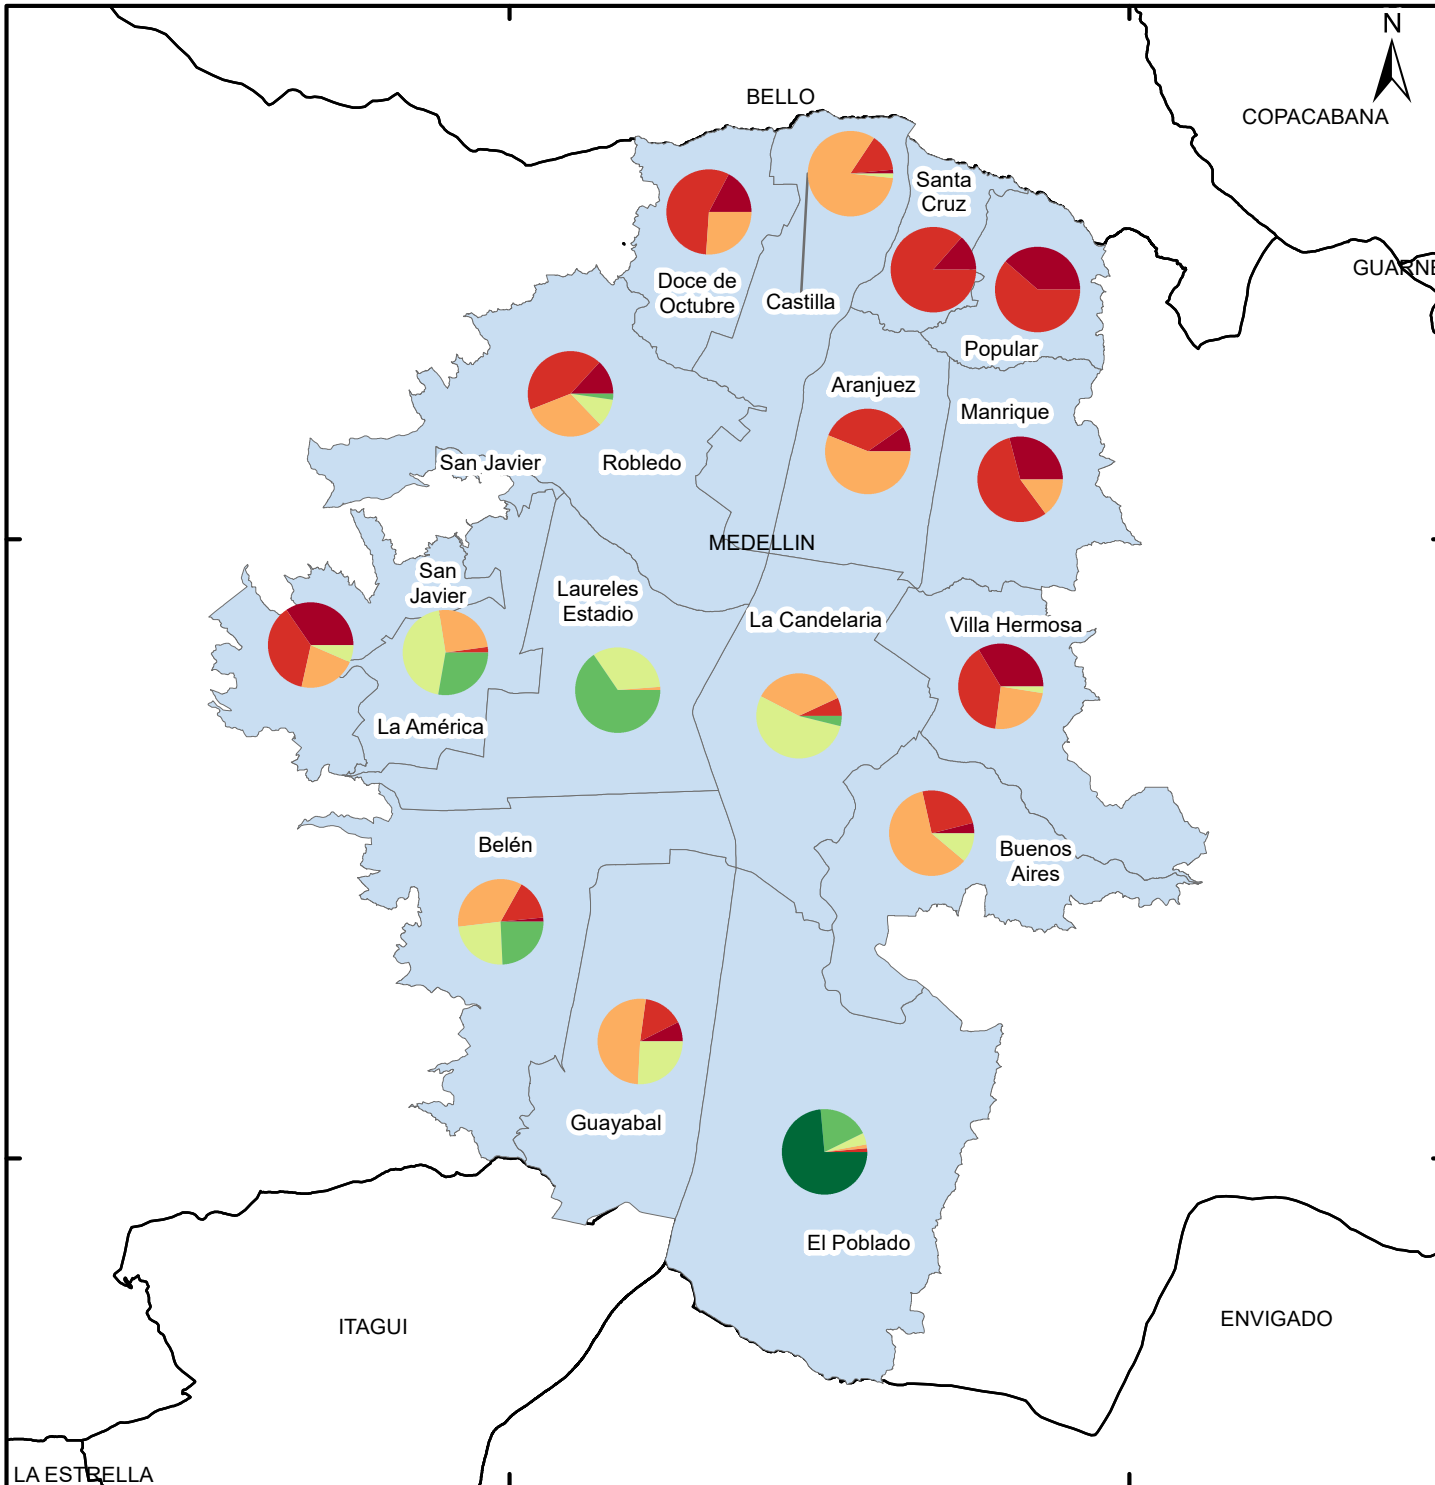 N
BELLO
COPACABANA
Santa
Cruz
GUARNE
Doce de
Octubre
Castilla
Popular
Aranjuez
Manrique
San Javier
Robledo
MEDELLIN
San
Javier
Laureles
Estadio
La Candelaria
Villa Hermosa
La América
Belén
Buenos
Aires
Guayabal
El Poblado
ITAGUI
ENVIGADO
LA ESTRELLA